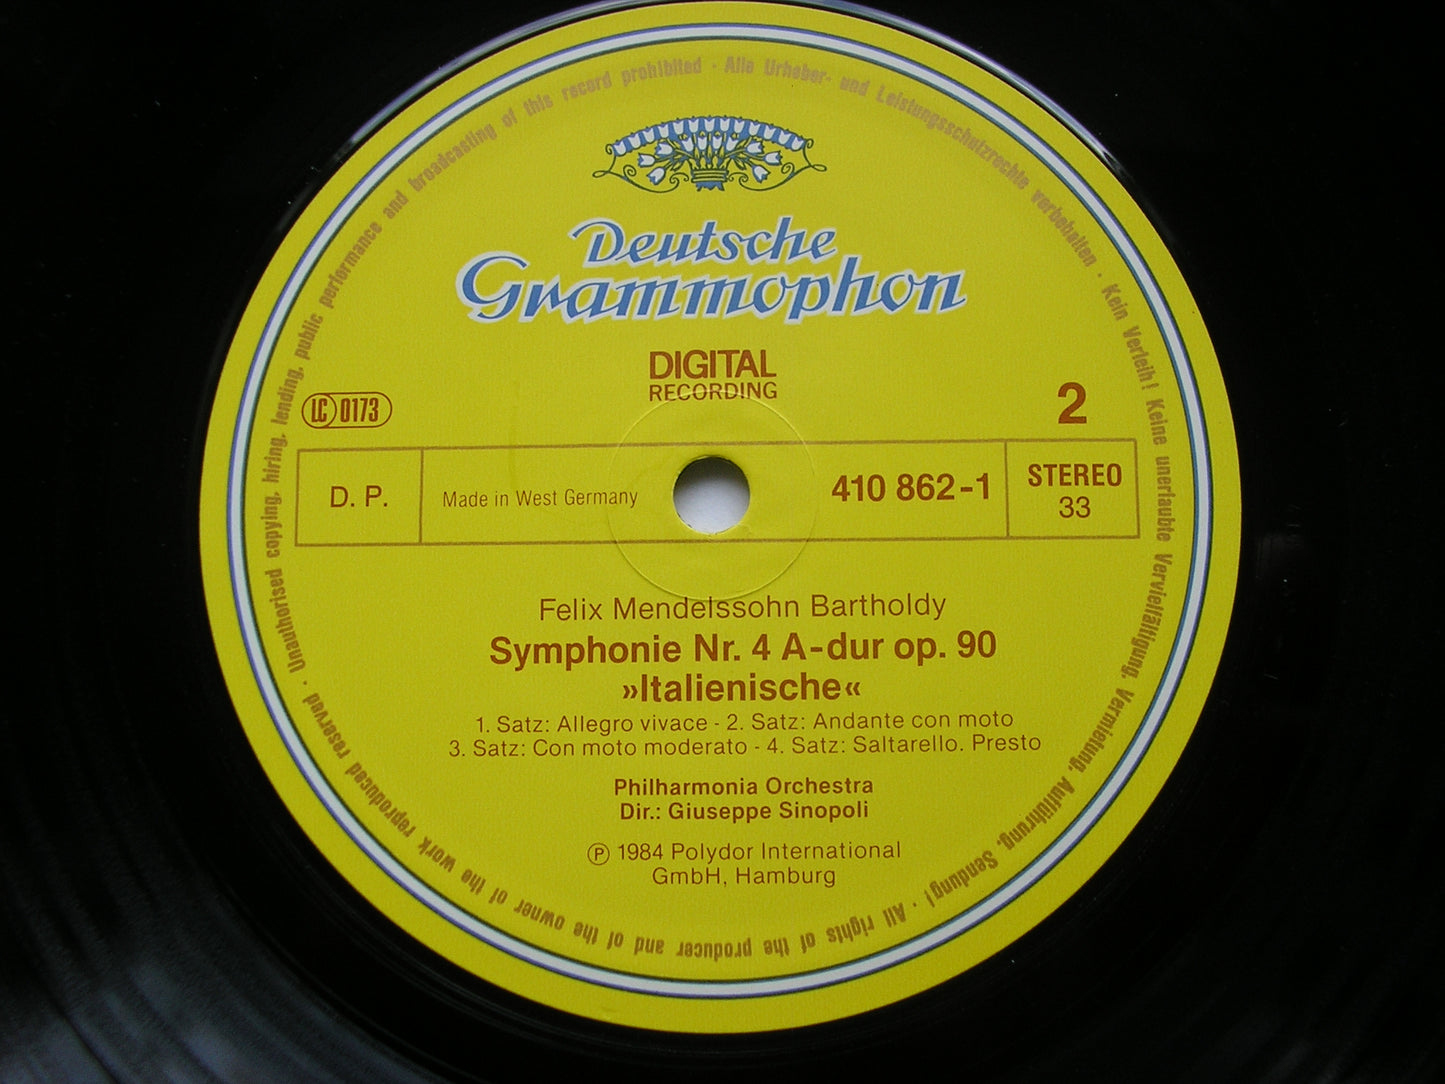 Deutsche
Grammophon
DIGITAL
RECORDING
LC 0173
2
D. P.
Made in West Germany
410 862-1
STEREO
33
Felix Mendelssohn Bartholdy
Symphonie Nr. 4 A-dur op. 90
»Italienische«
1. Satz: Allegro vivace - 2. Satz: Andante con moto
3. Satz: Con moto moderato - 4. Satz: Saltarello. Presto
Philharmonia Orchestra
Dir.: Giuseppe Sinopoli
℗ 1984 Polydor International
GmbH, Hamburg
Alle Urheber- und Leistungsschutzrechte vorbehalten · Kein Verleih! Keine unerlaubte Vervielfältigung, Vermietung, Aufführung, Sendung! · All rights of the producer and of the owner of the work reproduced reserved · Unauthorised copying, hiring, lending, public performance and broadcasting of this record prohibited ·